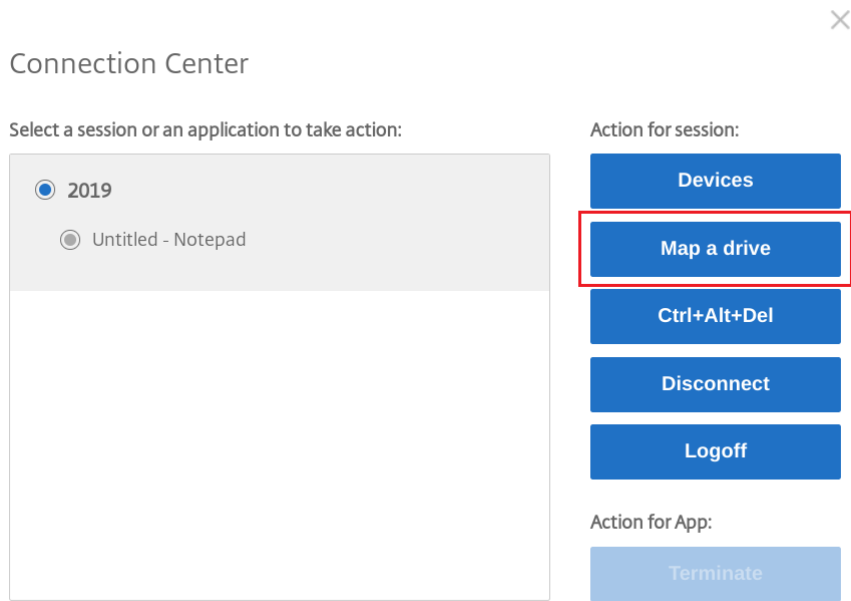 Connection Center
Select a session or an application to take action:
2019
Untitled - Notepad
Action for session:
Devices
Map a drive
Ctrl+Alt+Del
Disconnect
Logoff
Action for App:
Terminate